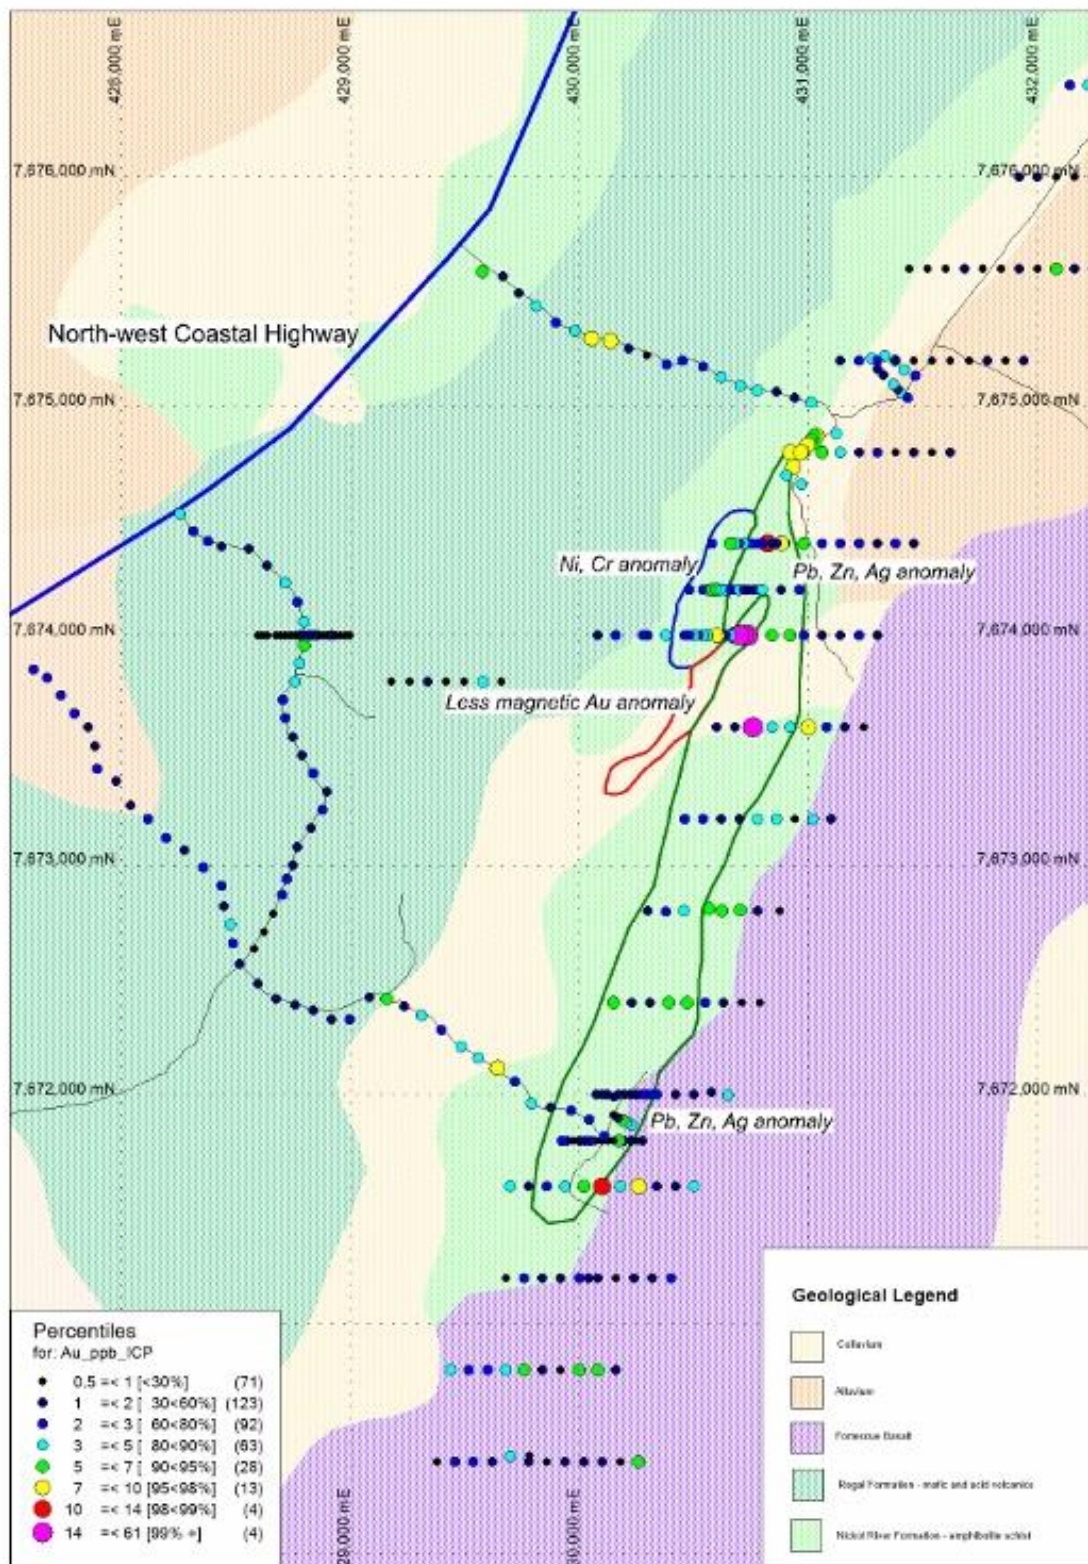 428,000 mE
429,000 mE
430,000 mE
431,000 mE
432,000 mE
7,676,000 mN
7,676,000 mN
North-west Coastal Highway
7,675,000 mN
7,675,000 mN
Ni, Cr anomaly
Pb, Zn, Ag anomaly
7,674,000 mN
7,674,000 mN
Less magnetic Au anomaly
7,673,000 mN
7,673,000 mN
7,672,000 mN
7,672,000 mN
Pb, Zn, Ag anomaly
Geological Legend
Colluvium
Alluvium
Fortescue Basalt
Regal Formation - mafic and acid volcanics
Nickol River Formation - amphibolite schist
Percentiles
for: Au_ppb_ICP
0.5 =< 1 [<30%] (71)
1 =< 2 [ 30<60%] (123)
2 =< 3 [ 60<80%] (92)
3 =< 5 [ 80<90%] (63)
5 =< 7 [ 90<95%] (28)
7 =< 10 [95<98%] (13)
10 =< 14 [98<99%] (4)
14 =< 61 [99% +] (4)
29,000 mE
30,000 mE